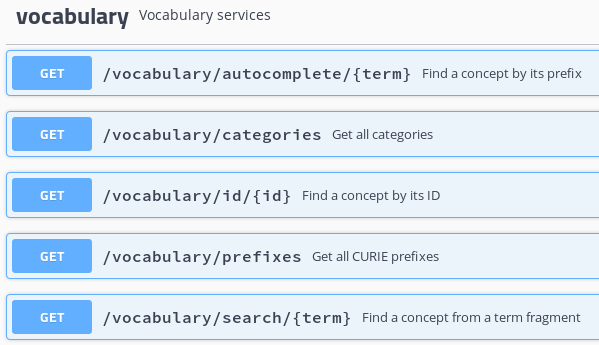 vocabulary Vocabulary services
GET /vocabulary/autocomplete/{term} Find a concept by its prefix
GET /vocabulary/categories Get all categories
GET /vocabulary/id/{id} Find a concept by its ID
GET /vocabulary/prefixes Get all CURIE prefixes
GET /vocabulary/search/{term} Find a concept from a term fragment